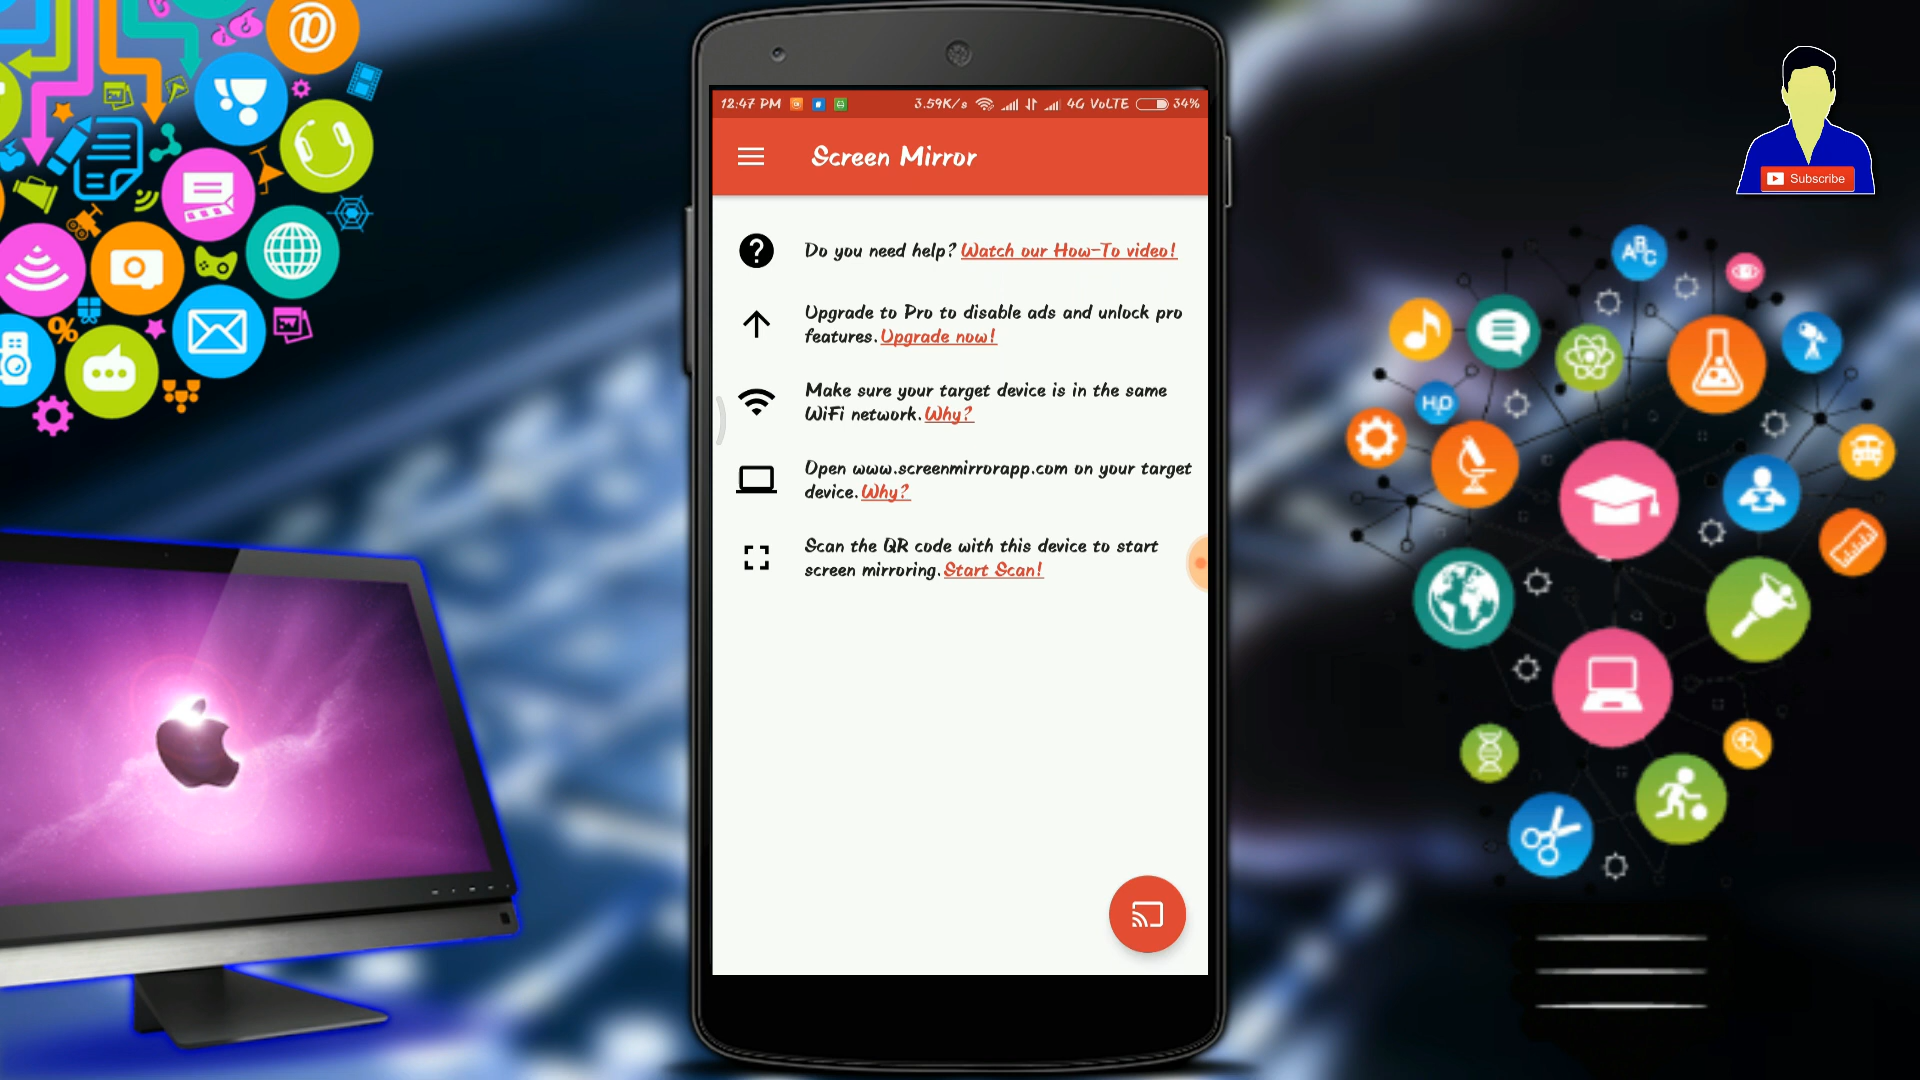 12:47 PM 3.59K/s 4G VoLTE 34%
Screen Mirror
Do you need help? Watch our How-To video!
Upgrade to Pro to disable ads and unlock pro
features. Upgrade now!
Make sure your target device is in the same
WiFi network. Why?
Open www.screenmirrorapp.com on your target
device. Why?
Scan the QR code with this device to start
screen mirroring. Start Scan!
Subscribe
ABC
H2O